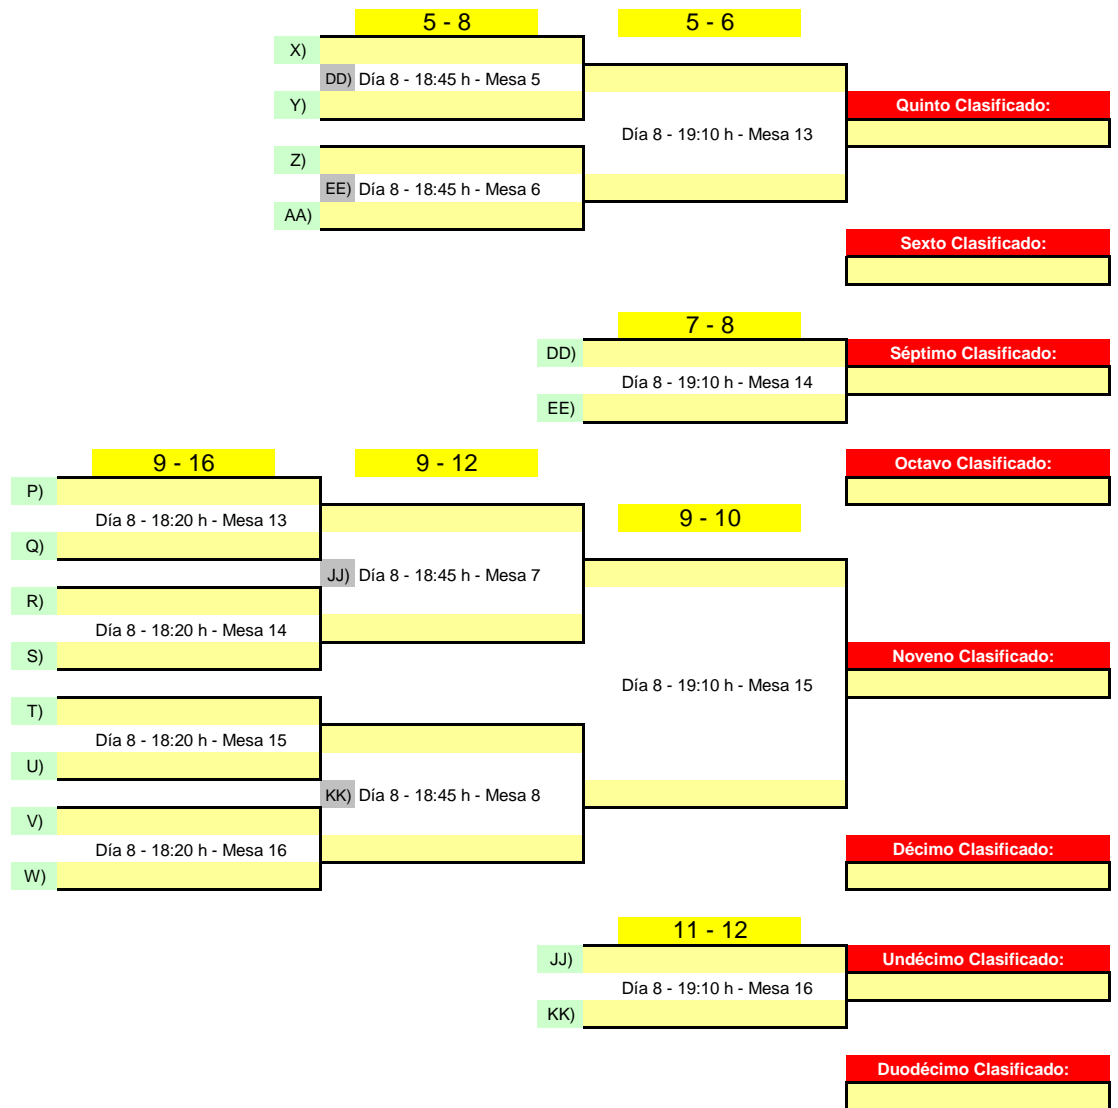 5 - 8 5 - 6
X)
DD) Día 8 - 18:45 h - Mesa 5
Y) Quinto Clasificado:
Día 8 - 19:10 h - Mesa 13
Z)
EE) Día 8 - 18:45 h - Mesa 6
AA)
Sexto Clasificado:
7 - 8
DD) Séptimo Clasificado:
Día 8 - 19:10 h - Mesa 14
EE)
9 - 16 9 - 12 Octavo Clasificado:
P)
Día 8 - 18:20 h - Mesa 13 9 - 10
Q)
JJ) Día 8 - 18:45 h - Mesa 7
R)
Día 8 - 18:20 h - Mesa 14
S) Noveno Clasificado:
Día 8 - 19:10 h - Mesa 15
T)
Día 8 - 18:20 h - Mesa 15
U)
KK) Día 8 - 18:45 h - Mesa 8
V)
Día 8 - 18:20 h - Mesa 16 Décimo Clasificado:
W)
11 - 12
JJ) Undécimo Clasificado:
Día 8 - 19:10 h - Mesa 16
KK)
Duodécimo Clasificado: